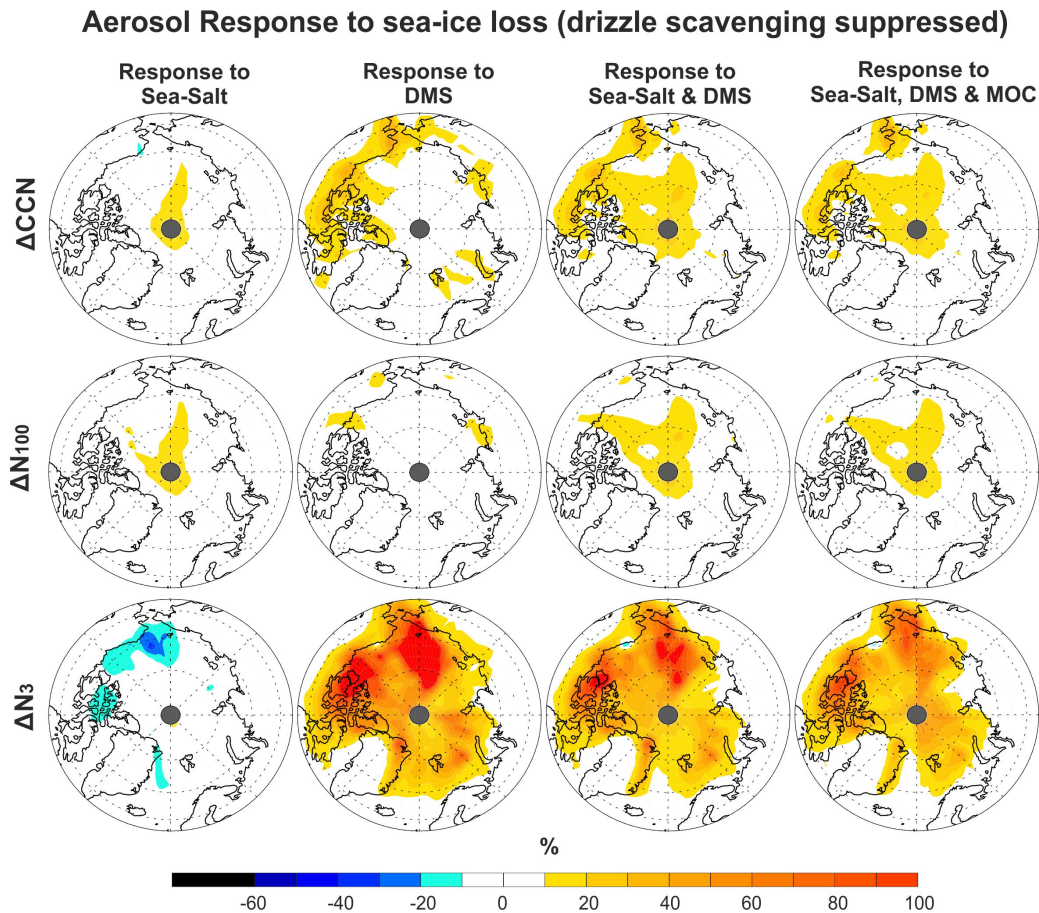 Aerosol Response to sea-ice loss (drizzle scavenging suppressed)
Response to
Sea-Salt
Response to
DMS
Response to
Sea-Salt & DMS
Response to
Sea-Salt, DMS & MOC
ΔCCN
ΔN100
ΔN3
%
-60 -40 -20 0 20 40 60 80 100